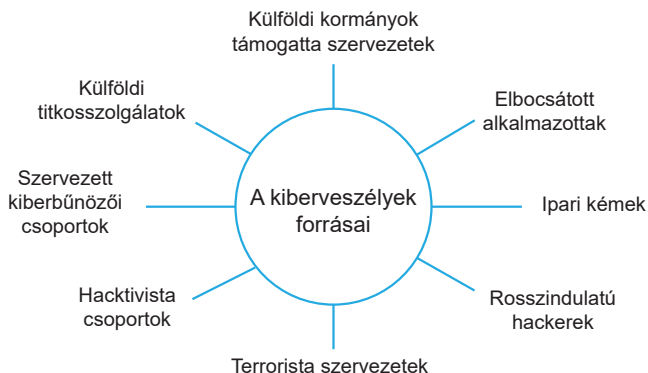 Külföldi kormányok
támogatta szervezetek
Külföldi
titkosszolgálatok
Elbocsátott
alkalmazottak
Szervezett
kiberbűnözői
csoportok
A kiberveszélyek
forrásai
Ipari kémek
Hacktivista
csoportok
Rosszindulatú
hackerek
Terrorista szervezetek